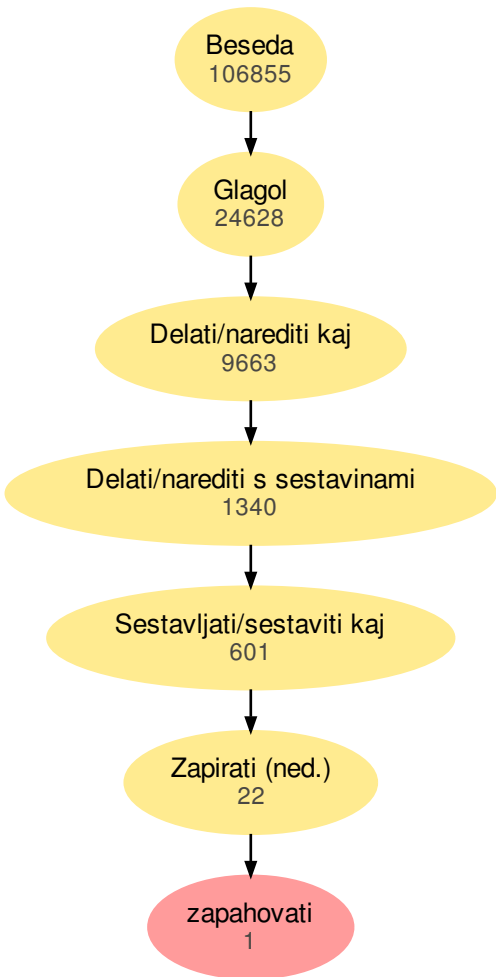 Beseda
106855
Glagol
24628
Delati/narediti kaj
9663
Delati/narediti s sestavinami
1340
Sestavljati/sestaviti kaj
601
Zapirati (ned.)
22
zapahovati
1